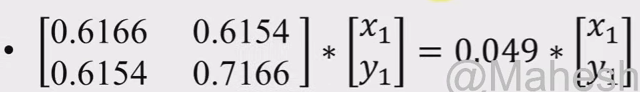 • [0.6166 0.6154
0.6154 0.7166] * [x₁
y₁] = 0.049 * [x₁
y₁]
@Mahesh